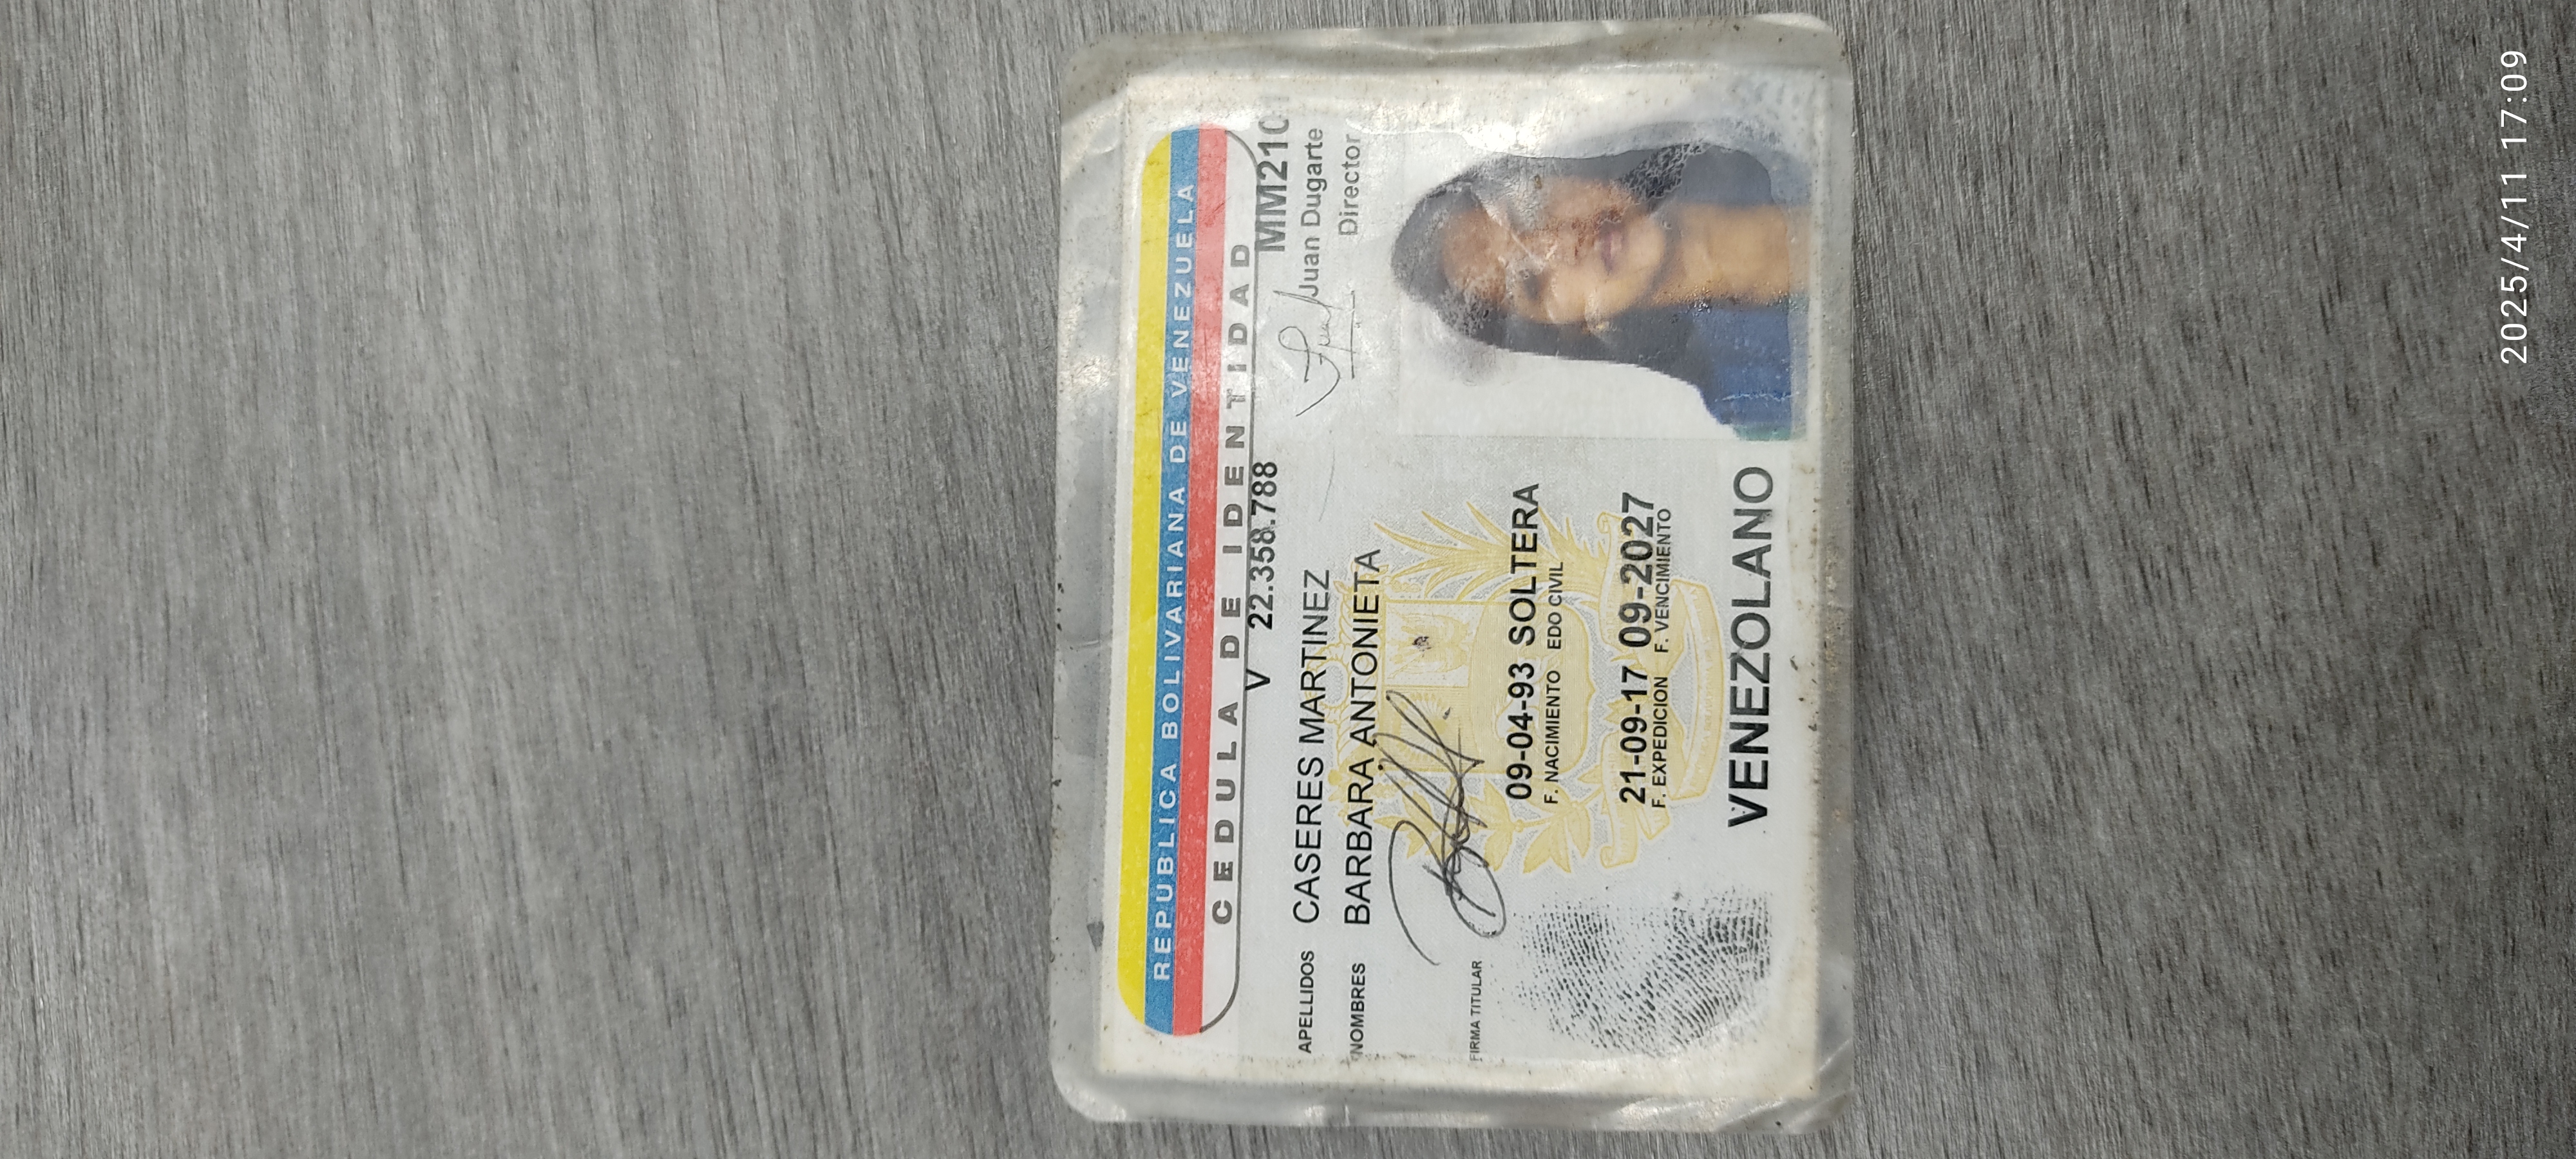 REPUBLICA BOLIVARIANA DE VENEZUELA
CEDULA DE IDENTIDAD
V 22.358.788
MM210
Juan Dugarte
Director
APELLIDOS CASERES MARTINEZ
NOMBRES BARBARA ANTONIETA
FIRMA TITULAR
09-04-93 SOLTERA
F. NACIMIENTO EDO CIVIL
21-09-17 09-2027
F. EXPEDICION F. VENCIMIENTO
VENEZOLANO
2025/4/11 17:09